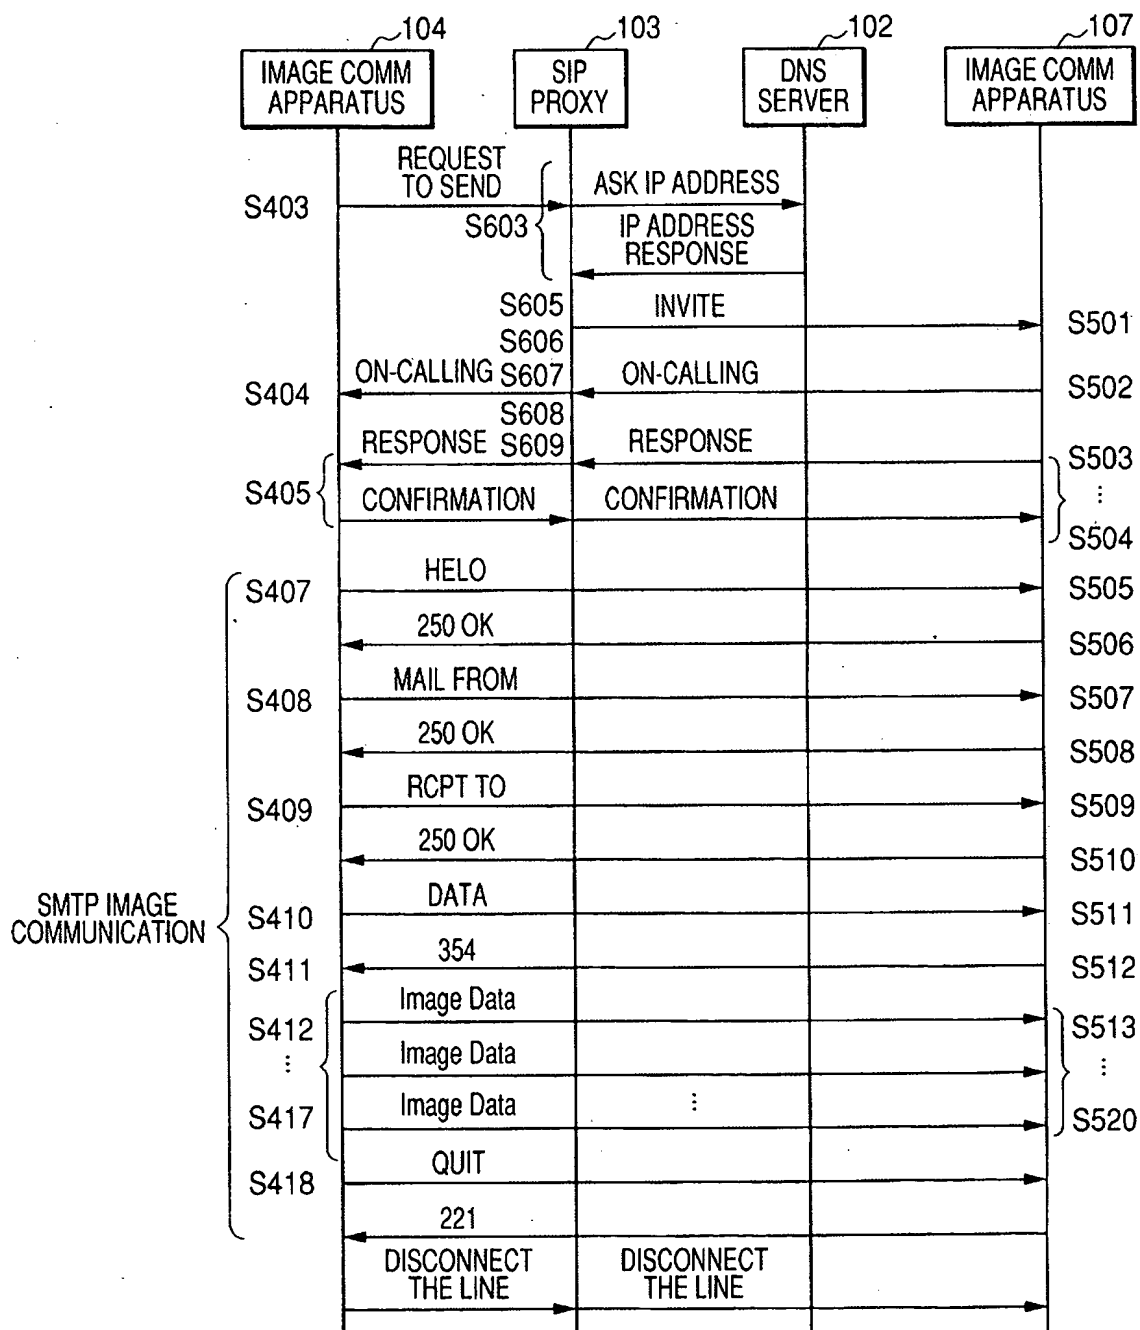 104
103
102
107
IMAGE COMM
APPARATUS
SIP
PROXY
DNS
SERVER
IMAGE COMM
APPARATUS
REQUEST
TO SEND
ASK IP ADDRESS
S403
S603
IP ADDRESS
RESPONSE
S605
INVITE
S501
S606
ON-CALLING
S607
ON-CALLING
S404
S502
S608
RESPONSE
S609
RESPONSE
S503
S405
CONFIRMATION
CONFIRMATION
⋮
S504
HELO
S407
S505
250 OK
S506
MAIL FROM
S408
S507
250 OK
S508
RCPT TO
S409
S509
250 OK
S510
SMTP IMAGE
COMMUNICATION
DATA
S410
S511
354
S411
S512
Image Data
S412
S513
⋮
Image Data
⋮
Image Data
⋮
S417
S520
QUIT
S418
221
DISCONNECT
THE LINE
DISCONNECT
THE LINE